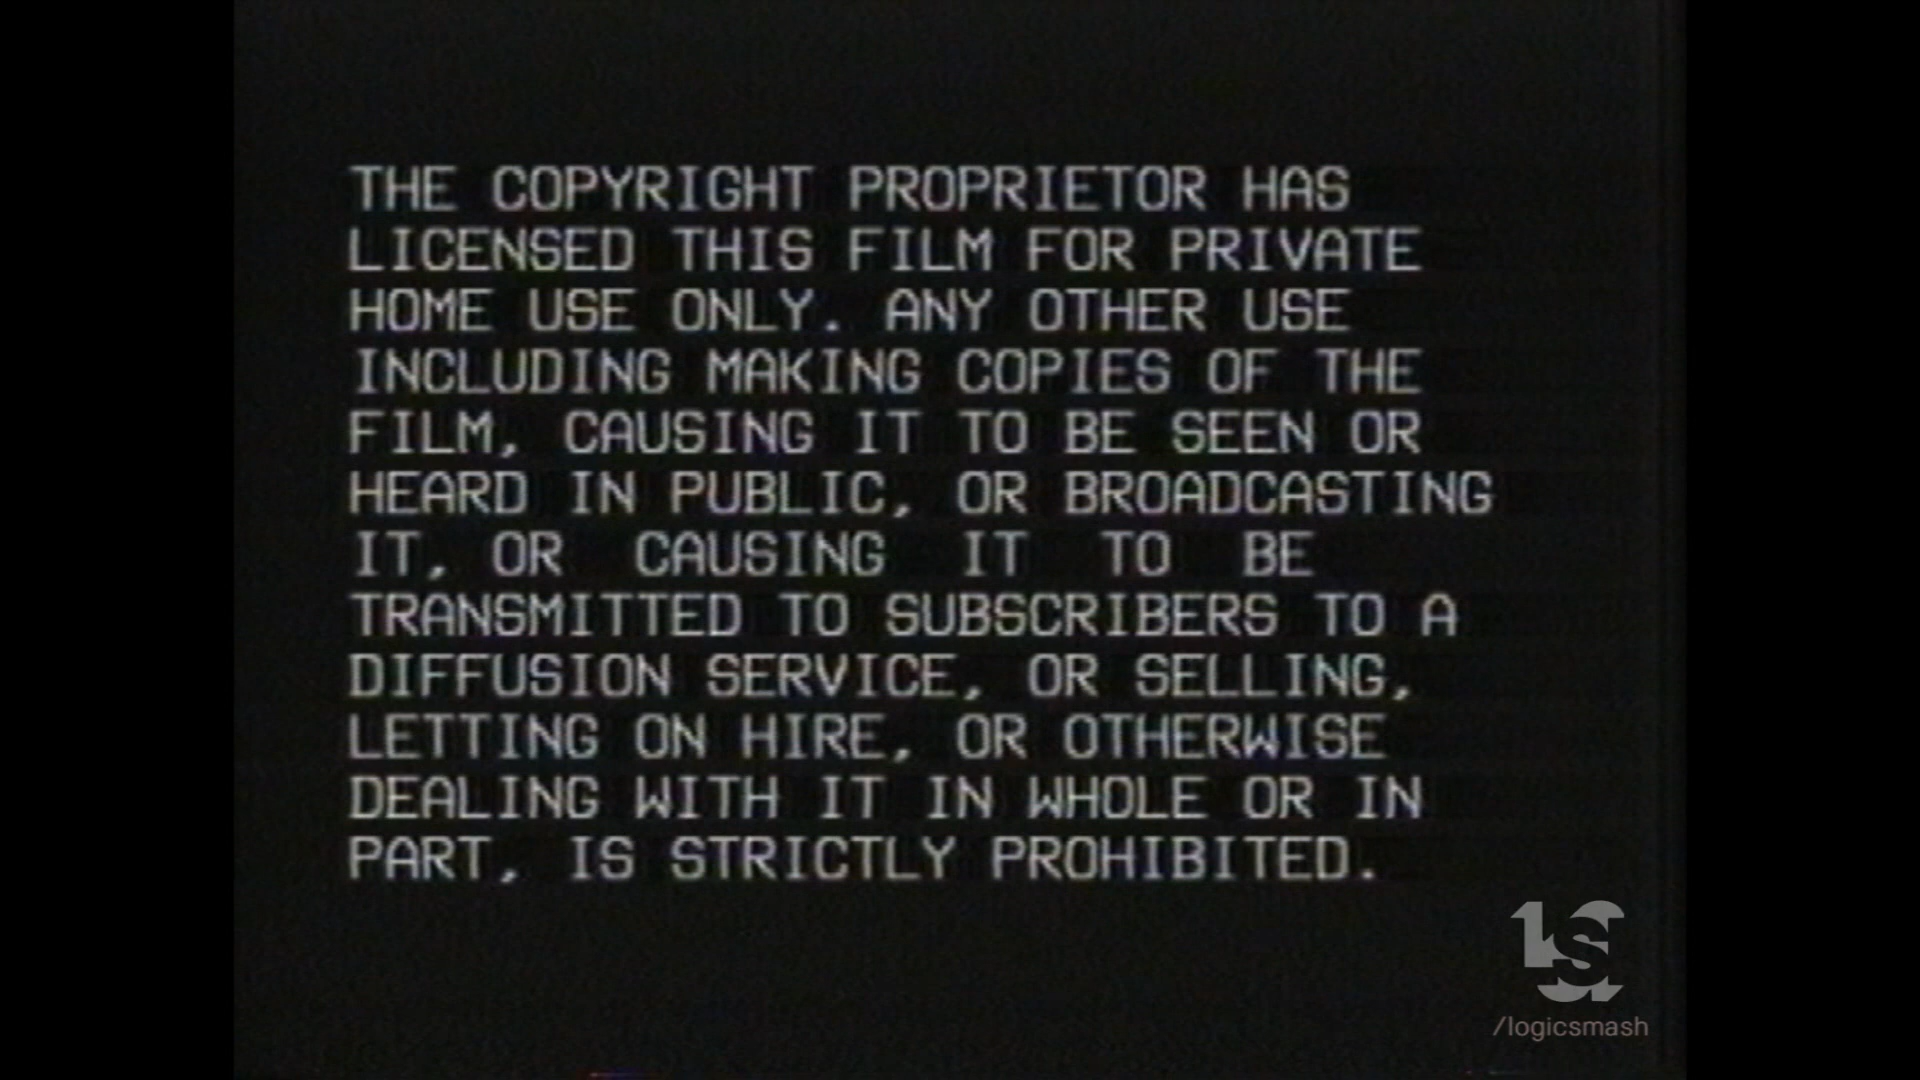 THE COPYRIGHT PROPRIETOR HAS
LICENSED THIS FILM FOR PRIVATE
HOME USE ONLY. ANY OTHER USE
INCLUDING MAKING COPIES OF THE
FILM, CAUSING IT TO BE SEEN OR
HEARD IN PUBLIC, OR BROADCASTING
IT, OR CAUSING IT TO BE
TRANSMITTED TO SUBSCRIBERS TO A
DIFFUSION SERVICE, OR SELLING,
LETTING ON HIRE, OR OTHERWISE
DEALING WITH IT IN WHOLE OR IN
PART, IS STRICTLY PROHIBITED.
1S
/logicsmash